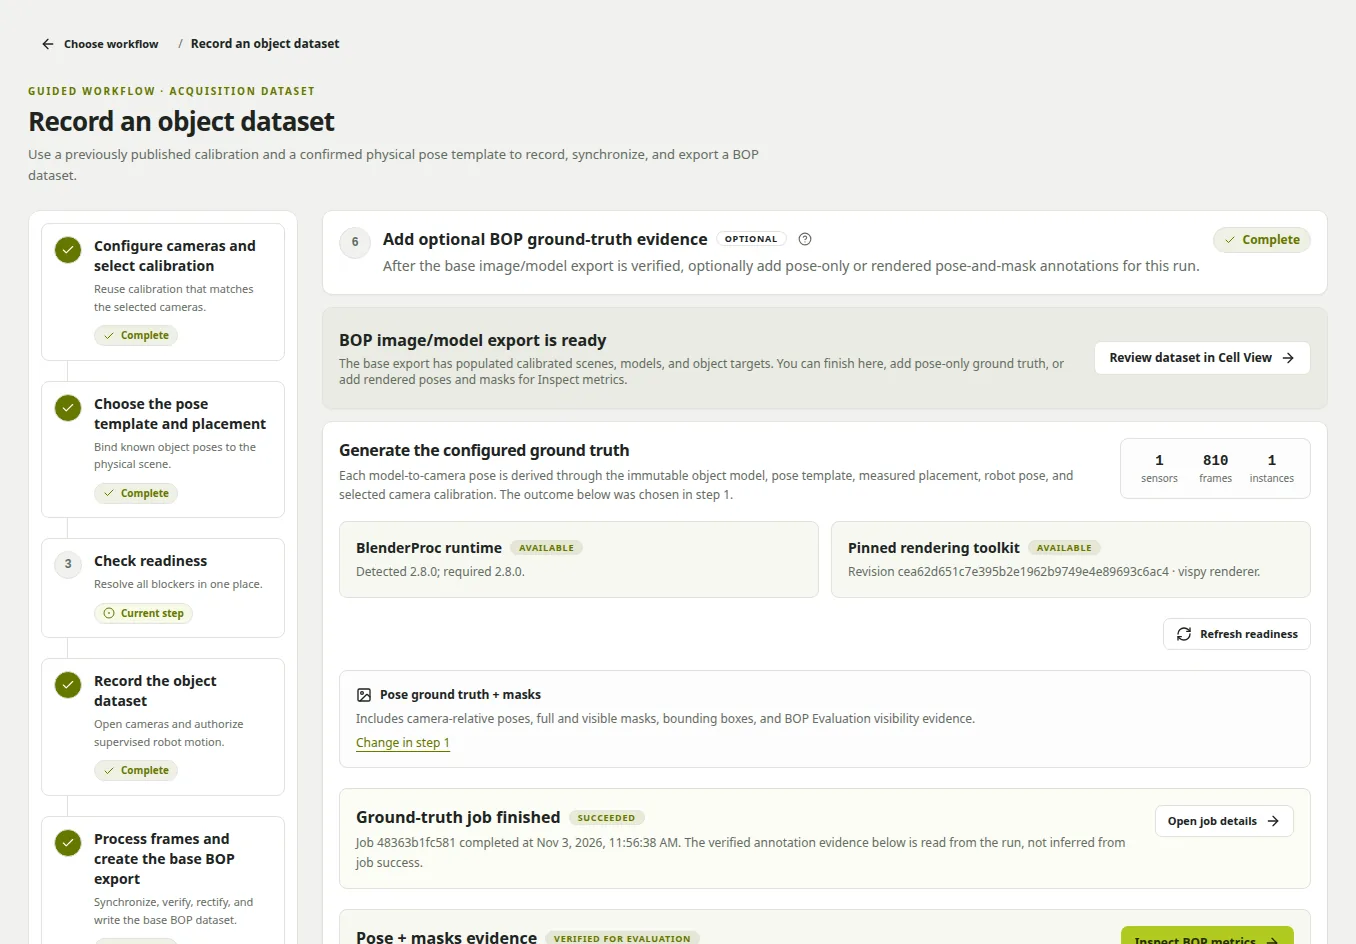 Choose workflow / Record an object dataset
GUIDED WORKFLOW · ACQUISITION DATASET
Record an object dataset
Use a previously published calibration and a confirmed physical pose template to record, synchronize, and export a BOP
dataset.
Configure cameras and
select calibration
Reuse calibration that matches
the selected cameras.
Complete
Choose the pose
template and placement
Bind known object poses to the
physical scene.
Complete
3
Check readiness
Resolve all blockers in one place.
Current step
Record the object
dataset
Open cameras and authorize
supervised robot motion.
Complete
Process frames and
create the base BOP
export
Synchronize, verify, rectify, and
write the base BOP dataset.
6
Add optional BOP ground-truth evidence OPTIONAL
Complete
After the base image/model export is verified, optionally add pose-only or rendered pose-and-mask annotations for this run.
BOP image/model export is ready
The base export has populated calibrated scenes, models, and object targets. You can finish here, add pose-only ground truth, or
add rendered poses and masks for Inspect metrics.
Review dataset in Cell View
Generate the configured ground truth
Each model-to-camera pose is derived through the immutable object model, pose template, measured placement, robot pose, and
selected camera calibration. The outcome below was chosen in step 1.
1 810 1
sensors frames instances
BlenderProc runtime AVAILABLE
Detected 2.8.0; required 2.8.0.
Pinned rendering toolkit AVAILABLE
Revision cea62d651c7e395b2e1962b9749e4e89693c6ac4 · vispy renderer.
Refresh readiness
Pose ground truth + masks
Includes camera-relative poses, full and visible masks, bounding boxes, and BOP Evaluation visibility evidence.
Change in step 1
Ground-truth job finished SUCCEEDED
Job 48363b1fc581 completed at Nov 3, 2026, 11:56:38 AM. The verified annotation evidence below is read from the run, not inferred from
job success.
Open job details
Pose + masks evidence VERIFIED FOR EVALUATION
Inspect BOP metrics